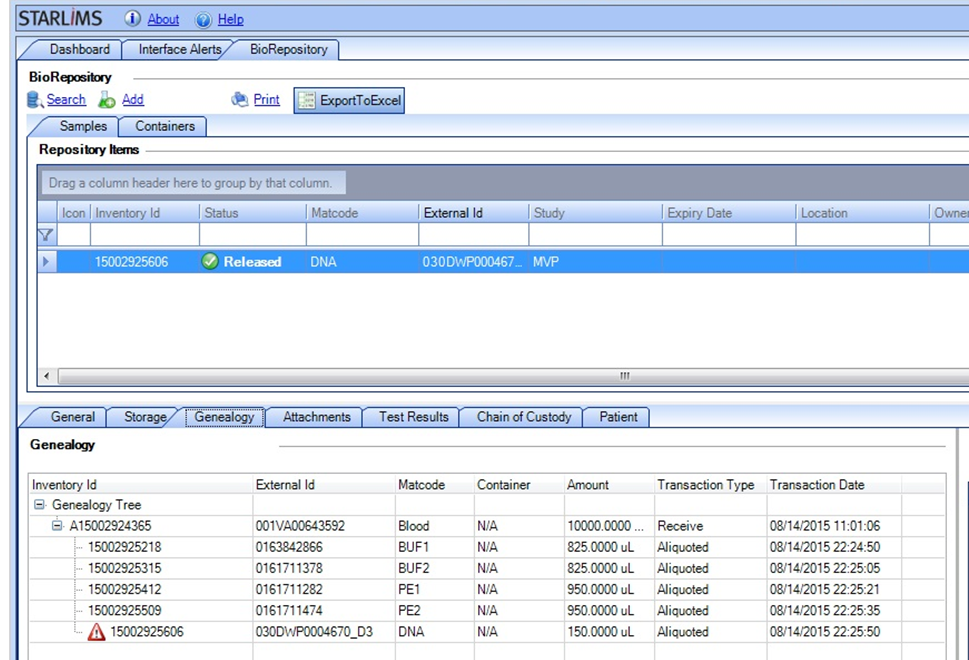 STARLIMS About Help
Dashboard Interface Alerts BioRepository
BioRepository
Search Add Print ExportToExcel
Samples Containers
Repository Items
Drag a column header here to group by that column.
Icon Inventory Id Status Matcode External Id Study Expiry Date Location Owner
15002925606 Released DNA 030DWP000467... MVP
General Storage Genealogy Attachments Test Results Chain of Custody Patient
Genealogy
Inventory Id External Id Matcode Container Amount Transaction Type Transaction Date
Genealogy Tree
A15002924365 001VA00643592 Blood N/A 10000.0000 ... Receive 08/14/2015 11:01:06
15002925218 0163842866 BUF1 N/A 825.0000 uL Aliquoted 08/14/2015 22:24:50
15002925315 0161711378 BUF2 N/A 825.0000 uL Aliquoted 08/14/2015 22:25:05
15002925412 0161711282 PE1 N/A 950.0000 uL Aliquoted 08/14/2015 22:25:21
15002925509 0161711474 PE2 N/A 950.0000 uL Aliquoted 08/14/2015 22:25:35
15002925606 030DWP0004670_D3 DNA N/A 150.0000 uL Aliquoted 08/14/2015 22:25:50